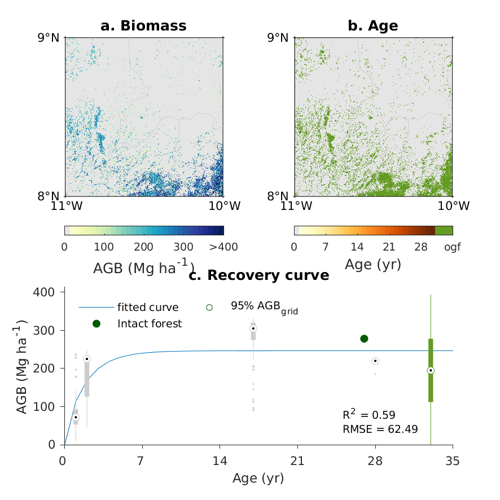 a. Biomass
b. Age
9°N
8°N
11°W
10°W
9°N
8°N
11°W
10°W
0 100 200 300 >400
AGB (Mg ha-1)
0 7 14 21 28 ogf
Age (yr)
c. Recovery curve
AGB (Mg ha-1)
400
300
200
100
0
fitted curve
95% AGBgrid
Intact forest
R2 = 0.59
RMSE = 62.49
0 7 14 21 28 35
Age (yr)